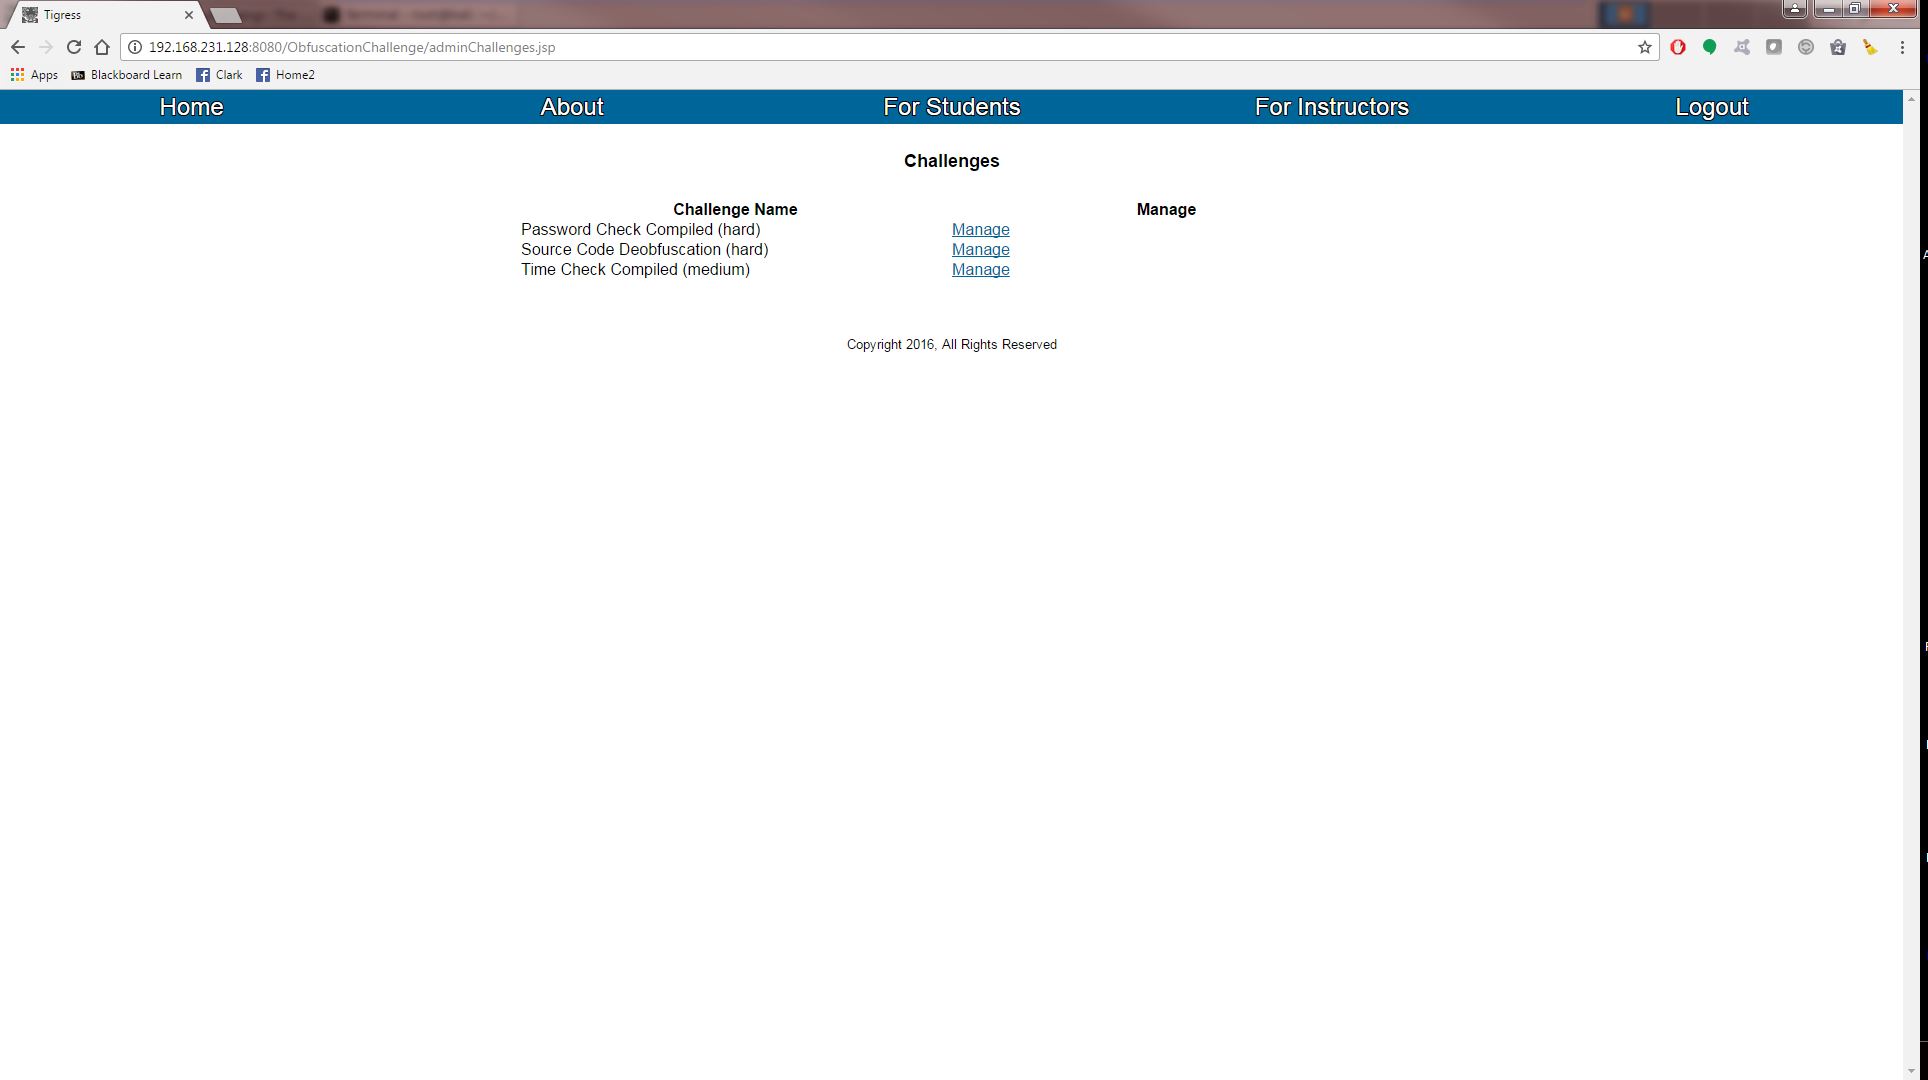 Tigress
192.168.231.128:8080/ObfuscationChallenge/adminChallenges.jsp
Apps Blackboard Learn Clark Home2
Home About For Students For Instructors Logout
Challenges
Challenge Name Manage
Password Check Compiled (hard) Manage
Source Code Deobfuscation (hard) Manage
Time Check Compiled (medium) Manage
Copyright 2016, All Rights Reserved